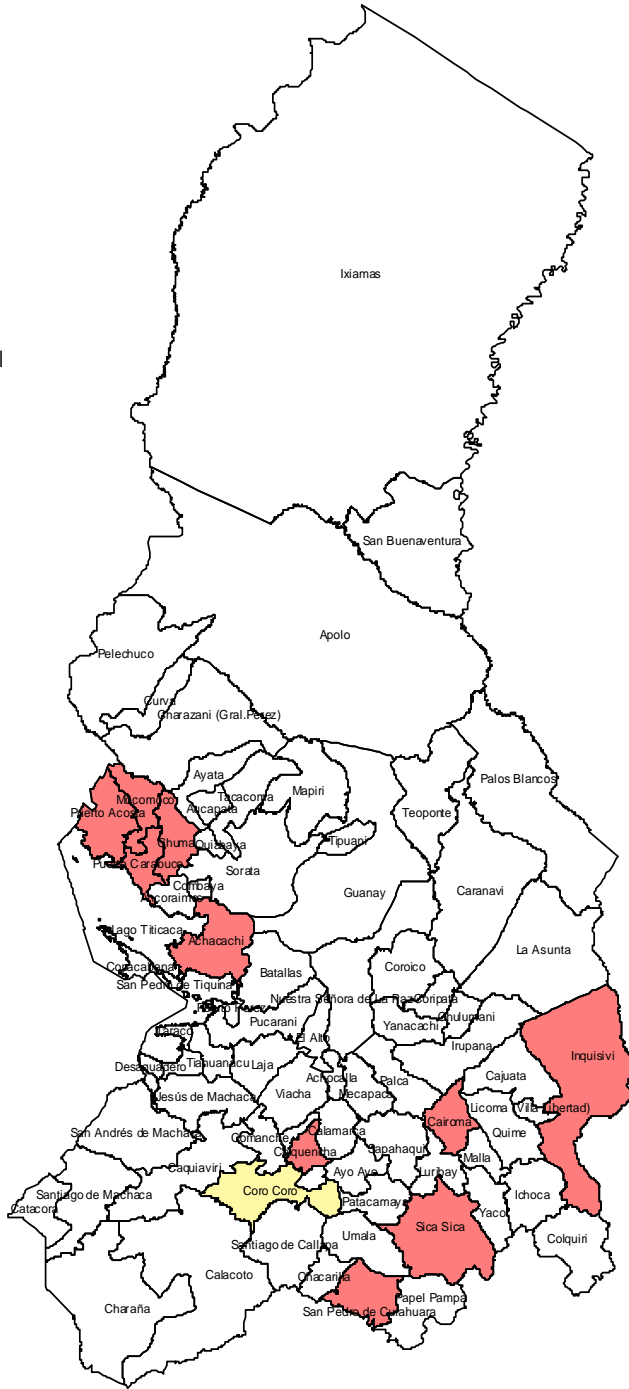 Ixiamas
San Buenaventura
Apolo
Pelechuco
Curva
Charazani (Gral.Perez)
Ayata
Tacacoma
Mapiri
Palos Blancos
Mocomoco
Aucapata
Puerto Acosta
Teoponte
Chuma
Quiabaya
Tipuani
Puerto Carabuco
Sorata
Combaya
Guanay
Caranavi
Ancoraimes
Lago Titicaca
Achacachi
La Asunta
Copacabana
Batallas
Coroico
San Pedro de Tiquina
Nuestra Señora de La Paz
Coripata
Puerto Perez
Chulumani
Pucarani
Yanacachi
Taraco
El Alto
Irupana
Inquisivi
Desaguadero
Tiahuanacu
Laja
Achocalla
Palca
Cajuata
Jesús de Machaca
Viacha
Mecapaca
Licoma (Villa Libertad)
Cairoma
San Andrés de Machaca
Comanche
Calamarca
Quime
Caquiaviri
Sapahaqui
Malla
Ayo Ayo
Luribay
Santiago de Machaca
Coro Coro
Ichoca
Catacora
Patacamaya
Yaco
Sica Sica
Umala
Colquiri
Santiago de Callapa
Calacoto
Chacarilla
Papel Pampa
Charaña
San Pedro de Curahuara